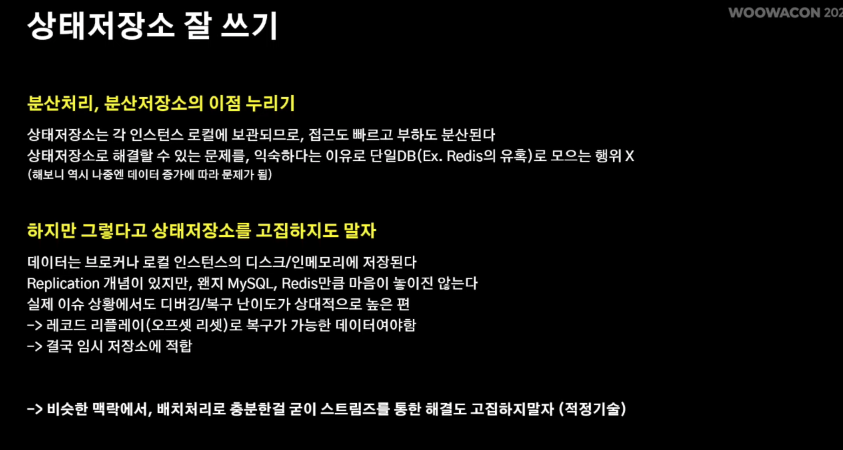 상태저장소 잘 쓰기
WOOWACON 202
분산처리, 분산저장소의 이점 누리기
상태저장소는 각 인스턴스 로컬에 보관되므로, 접근도 빠르고 부하도 분산된다
상태저장소로 해결할 수 있는 문제를, 익숙하다는 이유로 단일DB(Ex. Redis의 유혹)로 모으는 행위 X
(해보니 역시 나중엔 데이터 증가에 따라 문제가 됨)
하지만 그렇다고 상태저장소를 고집하지도 말자
데이터는 브로커나 로컬 인스턴스의 디스크/인메모리에 저장된다
Replication 개념이 있지만, 왠지 MySQL, Redis만큼 마음이 놓이진 않는다
실제 이슈 상황에서도 디버깅/복구 난이도가 상대적으로 높은 편
-> 레코드 리플레이(오프셋 리셋)로 복구가 가능한 데이터여야함
-> 결국 임시 저장소에 적합
-> 비슷한 맥락에서, 배치처리로 충분한걸 굳이 스트림즈를 통한 해결도 고집하지말자 (적정기술)